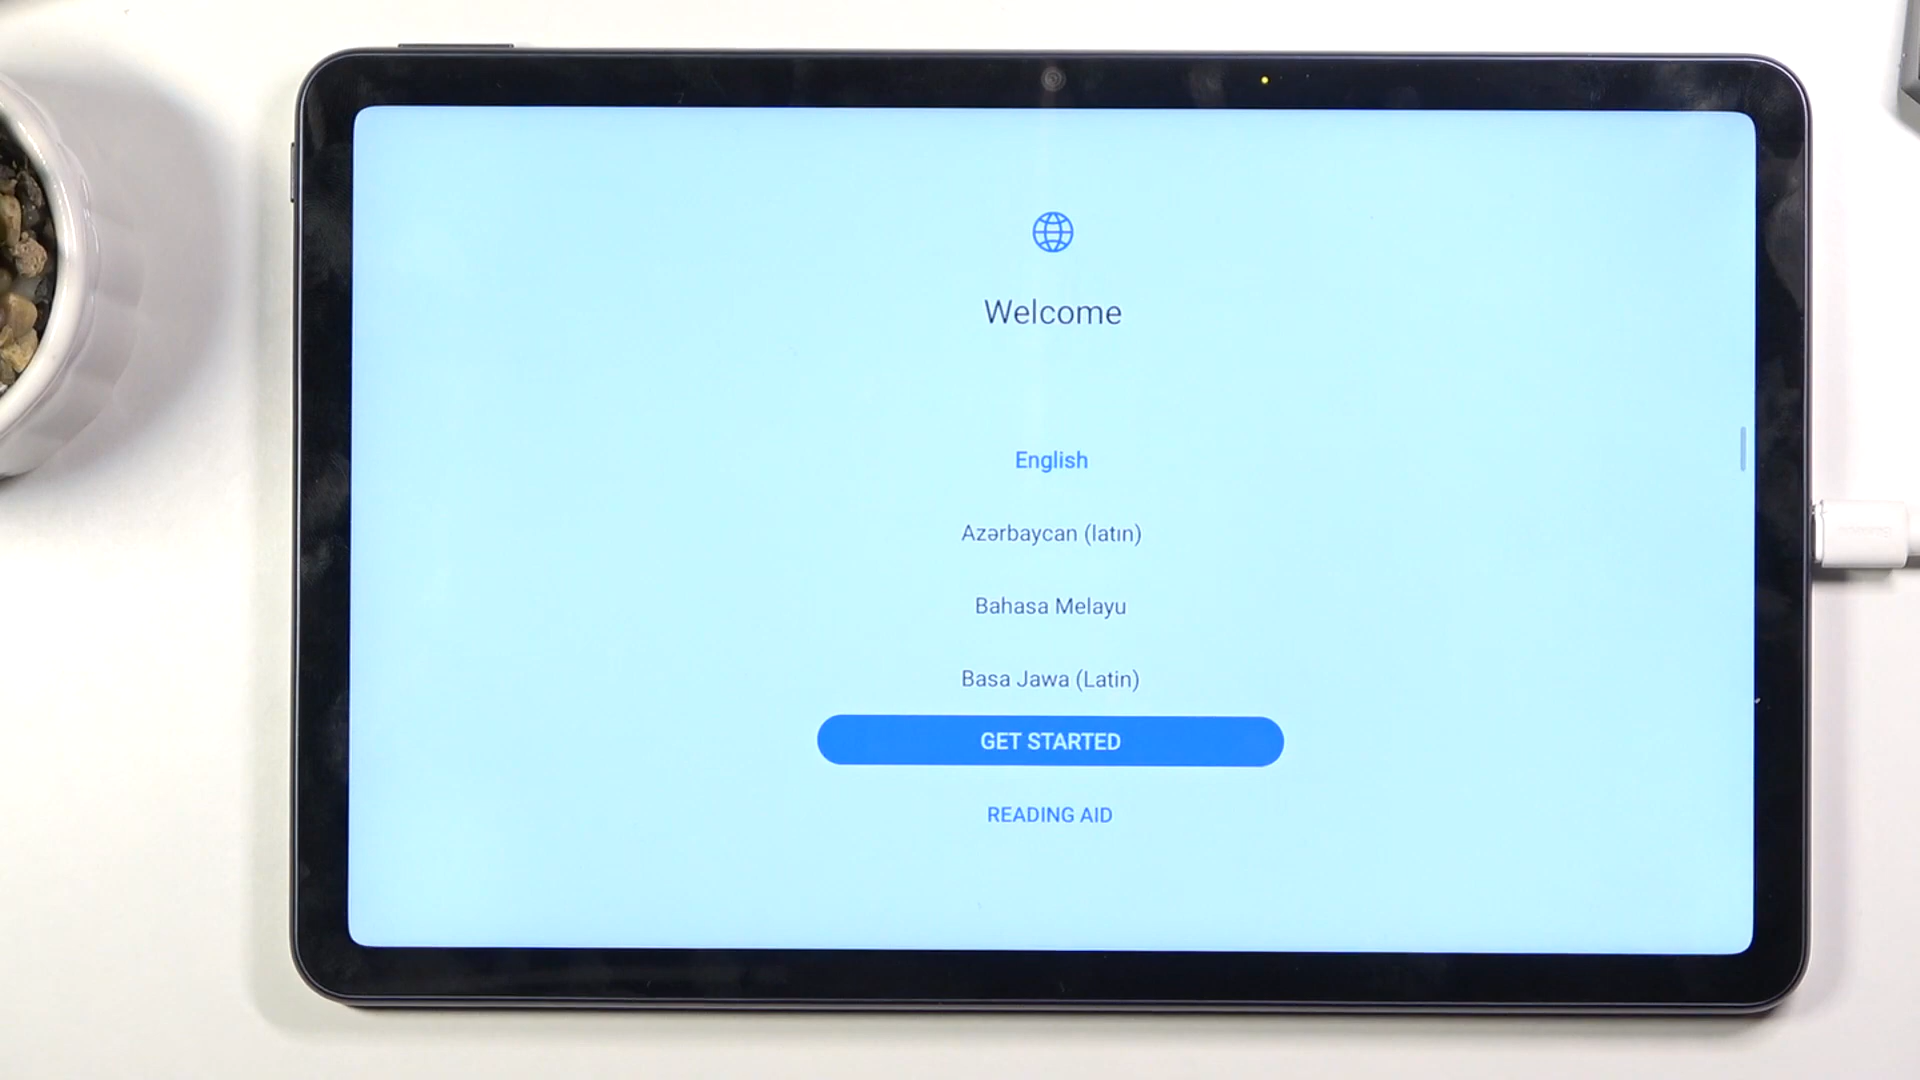 Welcome
English
Azərbaycan (latın)
Bahasa Melayu
Basa Jawa (Latin)
GET STARTED
READING AID